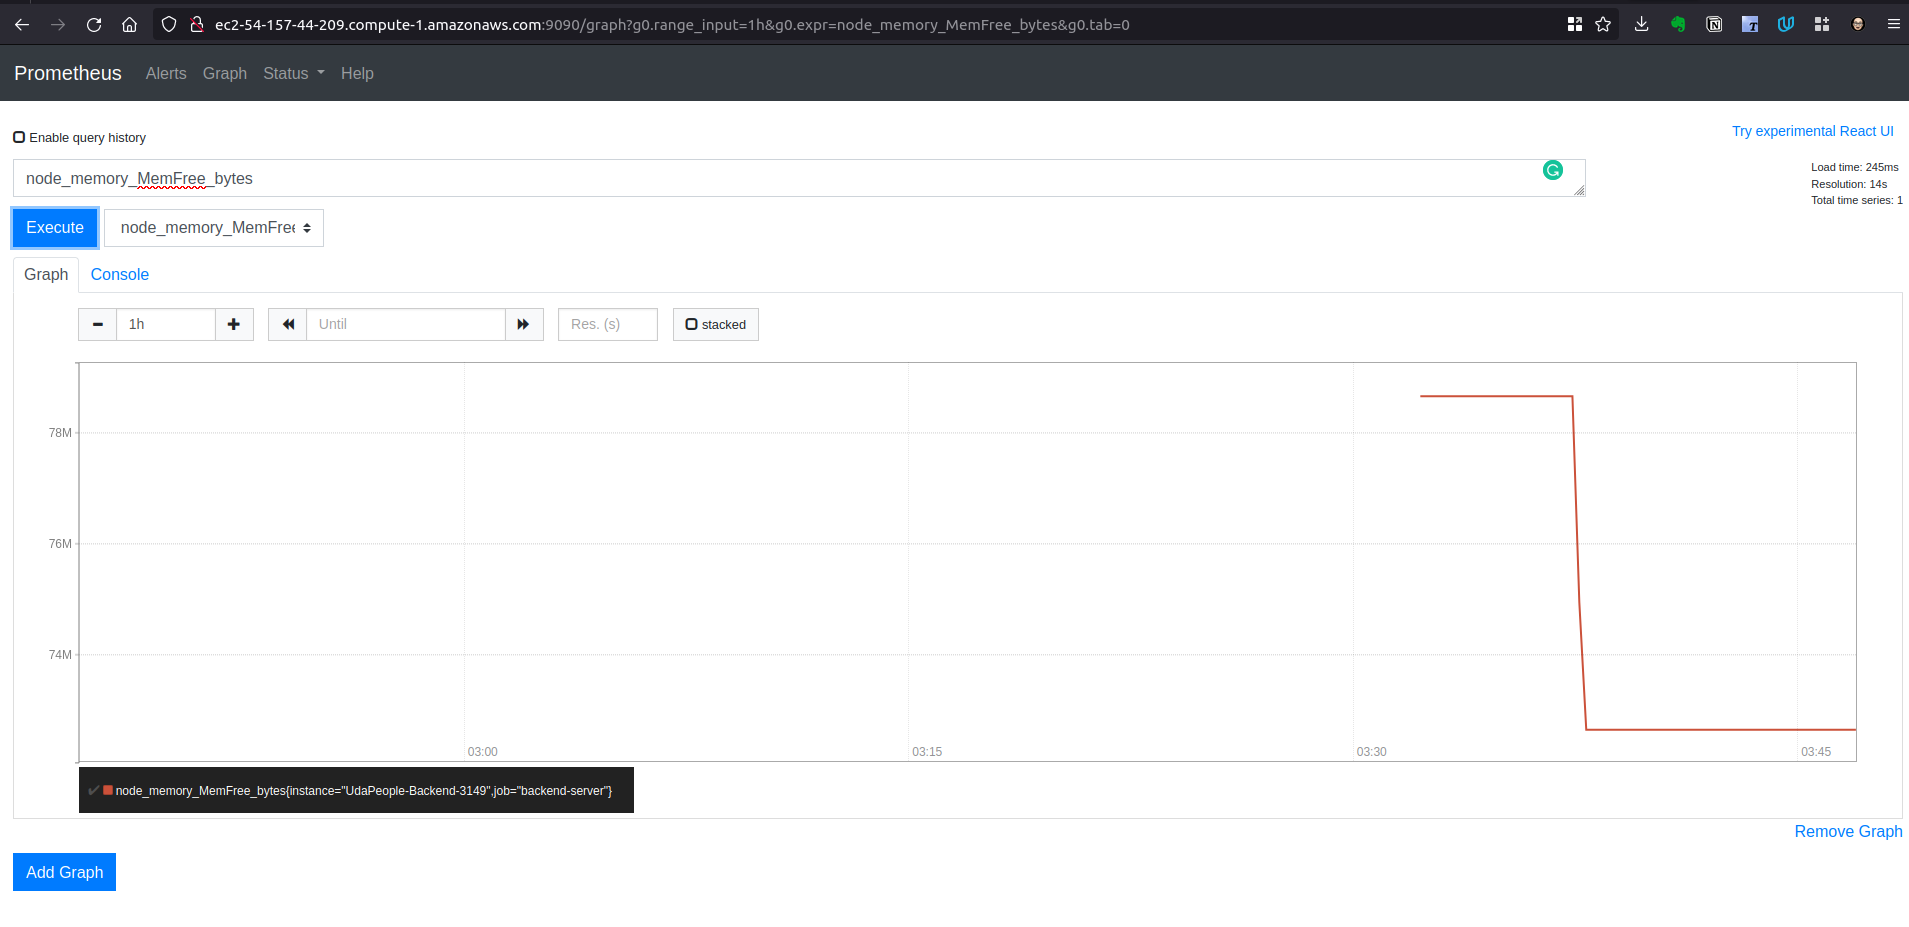 ec2-54-157-44-209.compute-1.amazonaws.com:9090/graph?g0.range_input=1h&g0.expr=node_memory_MemFree_bytes&g0.tab=0
Prometheus Alerts Graph Status Help
Enable query history
Try experimental React UI
node_memory_MemFree_bytes
Load time: 245ms
Resolution: 14s
Total time series: 1
Execute node_memory_MemFree
Graph Console
1h Until Res. (s) stacked
78M
76M
74M
03:00 03:15 03:30 03:45
node_memory_MemFree_bytes{instance="UdaPeople-Backend-3149",job="backend-server"}
Remove Graph
Add Graph